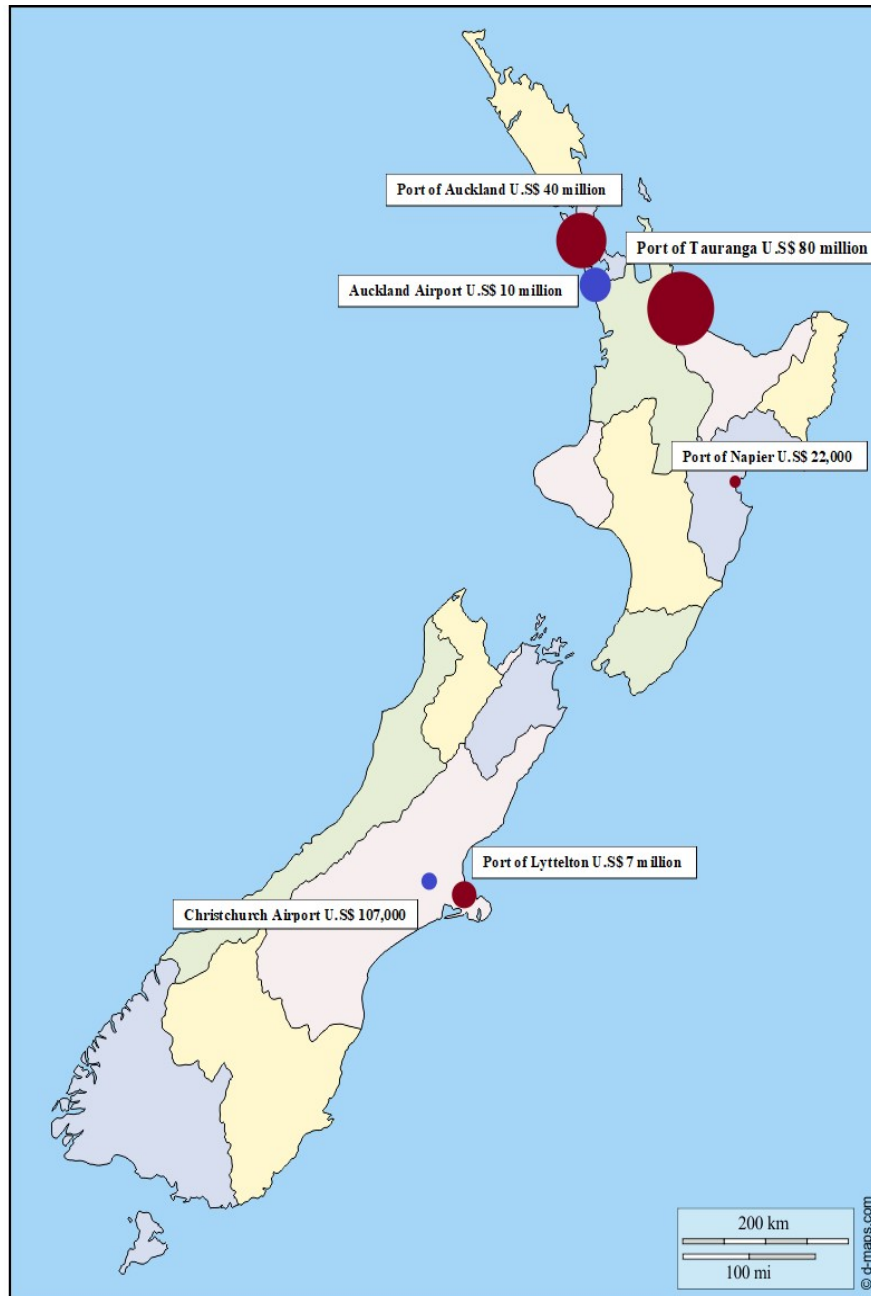 Port of Auckland U.S$ 40 million
Port of Tauranga U.S$ 80 million
Auckland Airport U.S$ 10 million
Port of Napier U.S$ 22,000
Port of Lyttelton U.S$ 7 million
Christchurch Airport U.S$ 107,000
200 km
100 mi
© d-maps.com